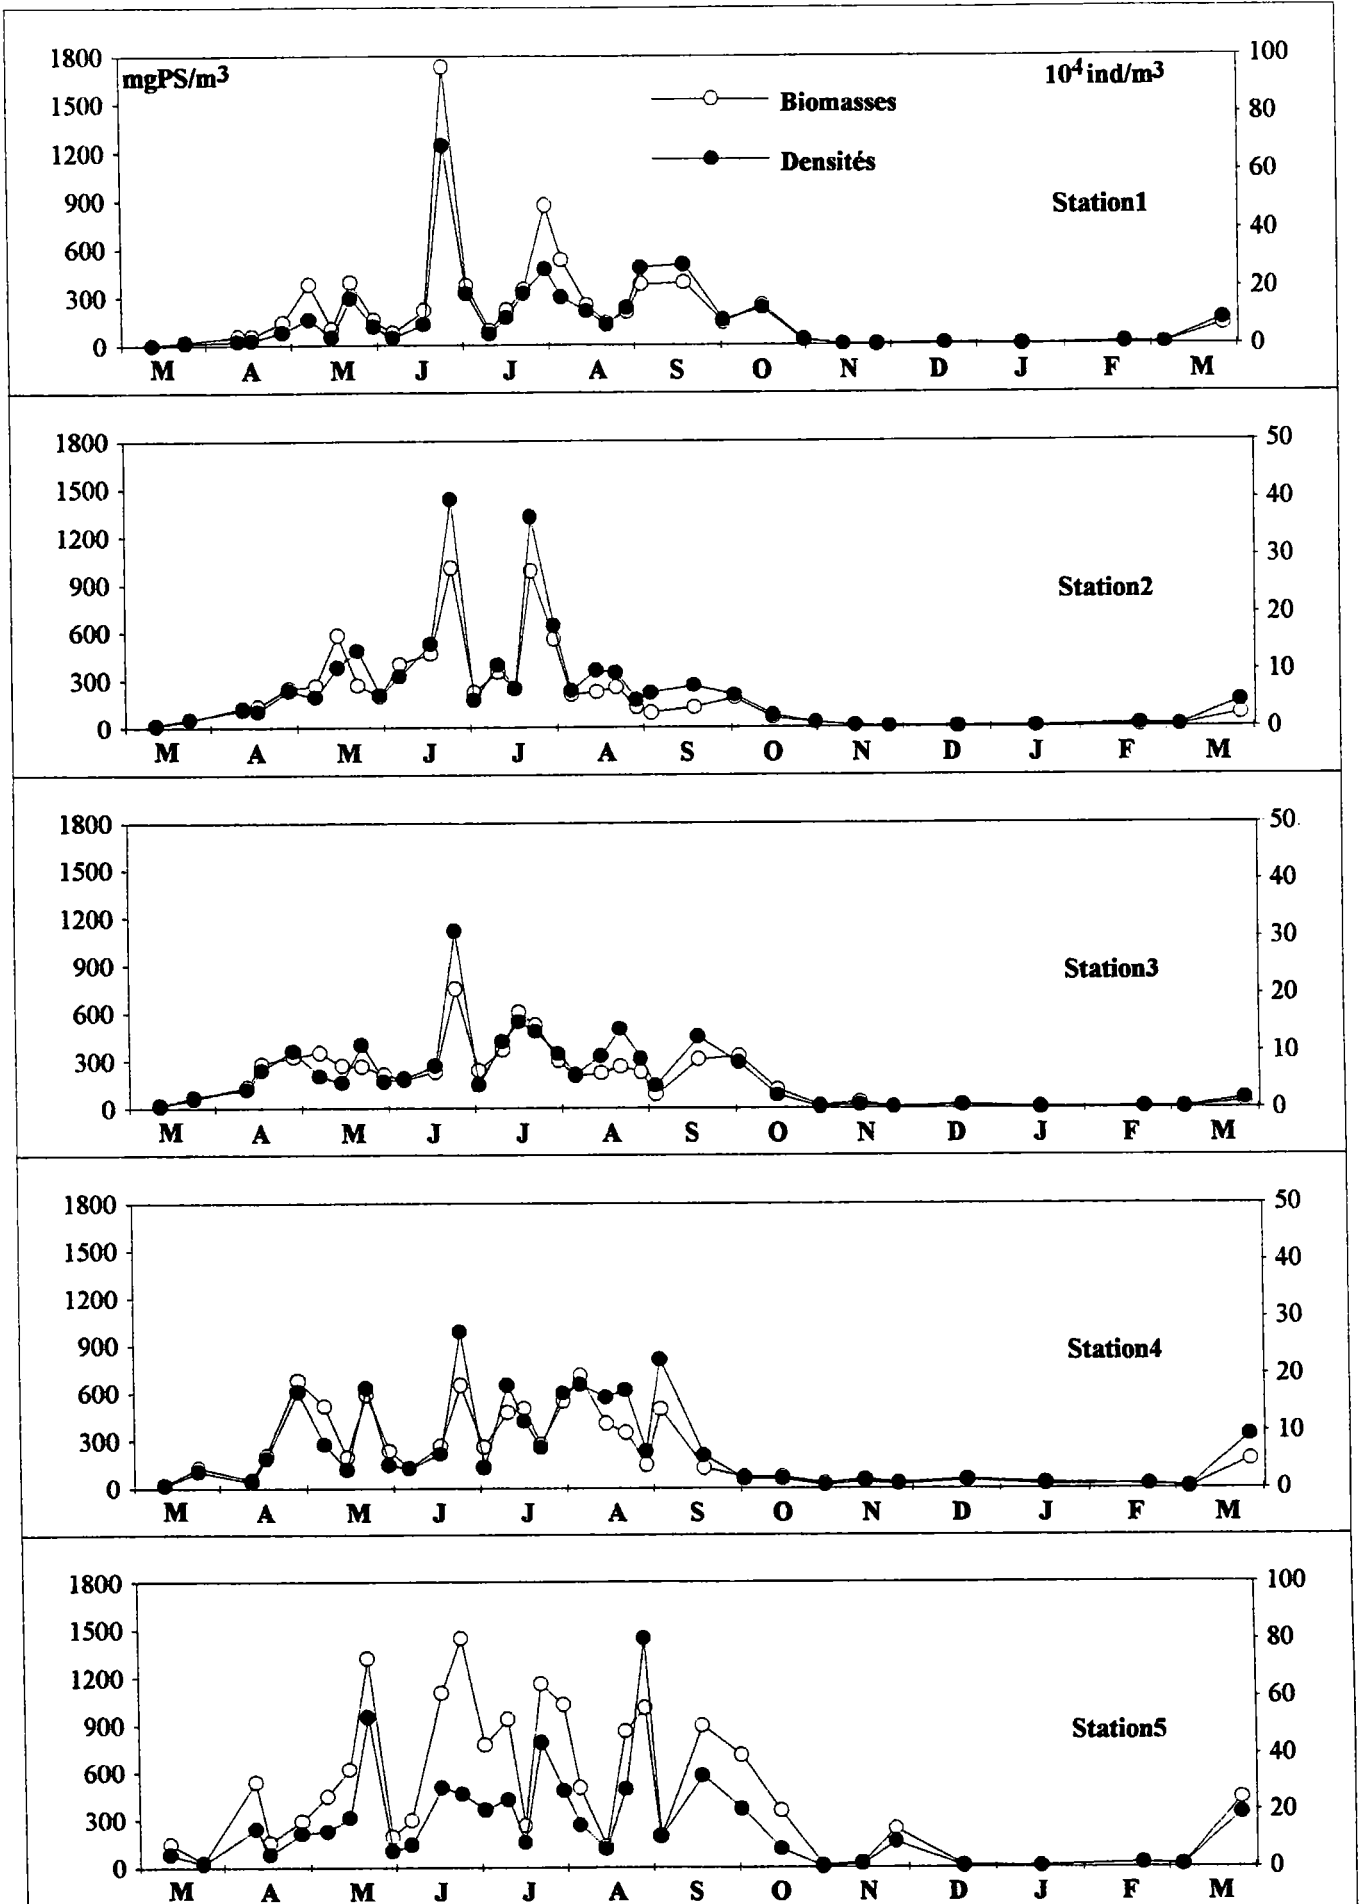 1800 100
mgPS/m3 104 ind/m3
1500 Biomasses 80
1200 Densités 60
900 Station1 40
600
300 20
0 0
M A M J J A S O N D J F M
1800 50
1500 40
1200 30
900 Station2
600 20
300 10
0 0
M A M J J A S O N D J F M
1800 50
1500 40
1200 30
900 Station3
600 20
300 10
0 0
M A M J J A S O N D J F M
1800 50
1500 40
1200 30
900 Station4
600 20
300 10
0 0
M A M J J A S O N D J F M
1800 100
1500 80
1200 60
900 Station5
600 40
300 20
0 0
M A M J J A S O N D J F M